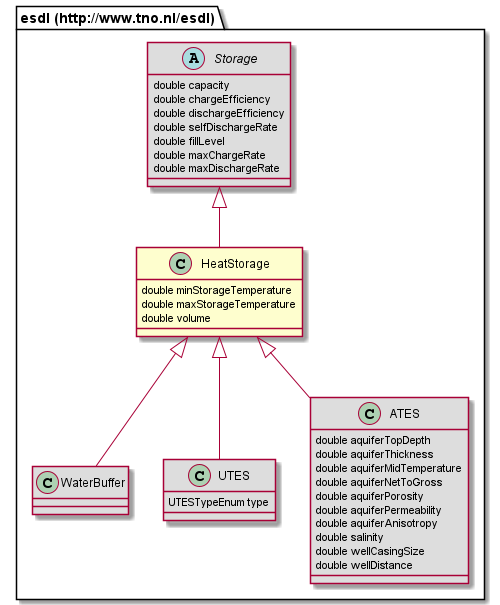 esdl (http://www.tno.nl/esdl)
A Storage
double capacity
double chargeEfficiency
double dischargeEfficiency
double selfDischargeRate
double fillLevel
double maxChargeRate
double maxDischargeRate
C HeatStorage
double minStorageTemperature
double maxStorageTemperature
double volume
C WaterBuffer
C UTES
UTESTypeEnum type
C ATES
double aquiferTopDepth
double aquiferThickness
double aquiferMidTemperature
double aquiferNetToGross
double aquiferPorosity
double aquiferPermeability
double aquiferAnisotropy
double salinity
double wellCasingSize
double wellDistance